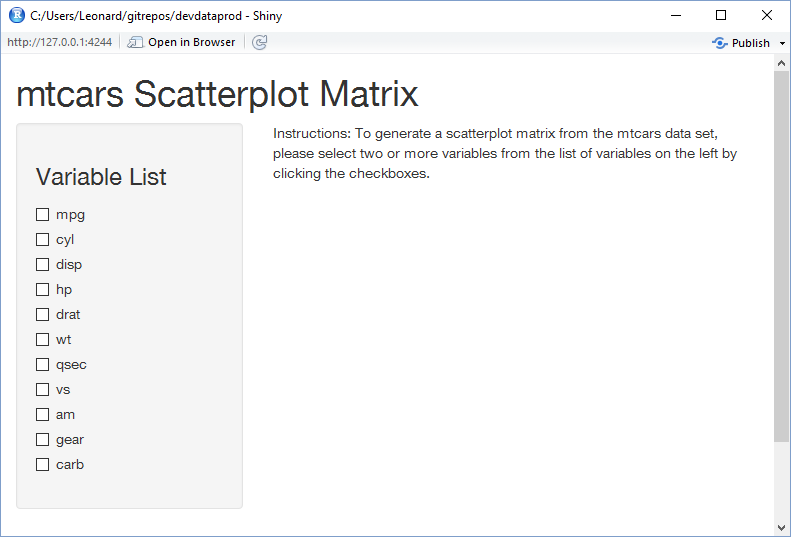 C:/Users/Leonard/gitrepos/devdataprod - Shiny
http://127.0.0.1:4244
Open in Browser
Publish
mtcars Scatterplot Matrix
Variable List
mpg
cyl
disp
hp
drat
wt
qsec
vs
am
gear
carb
Instructions: To generate a scatterplot matrix from the mtcars data set,
please select two or more variables from the list of variables on the left by
clicking the checkboxes.